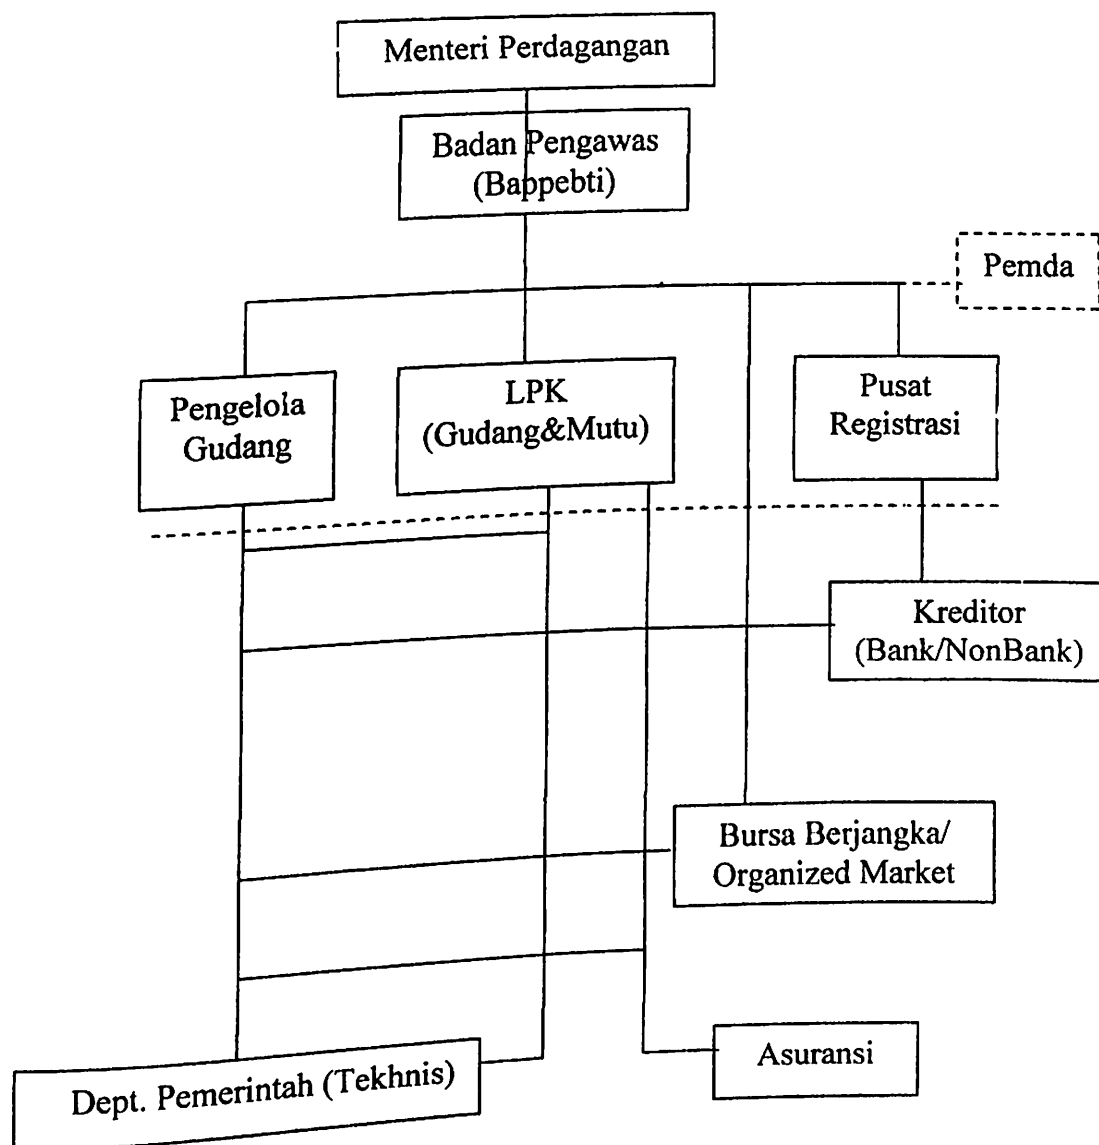 Menteri Perdagangan
Badan Pengawas
(Bappebti)
Pemda
Pengelola
Gudang
LPK
(Gudang&Mutu)
Pusat
Registrasi
Kreditor
(Bank/NonBank)
Bursa Berjangka/
Organized Market
Asuransi
Dept. Pemerintah (Tekhnis)